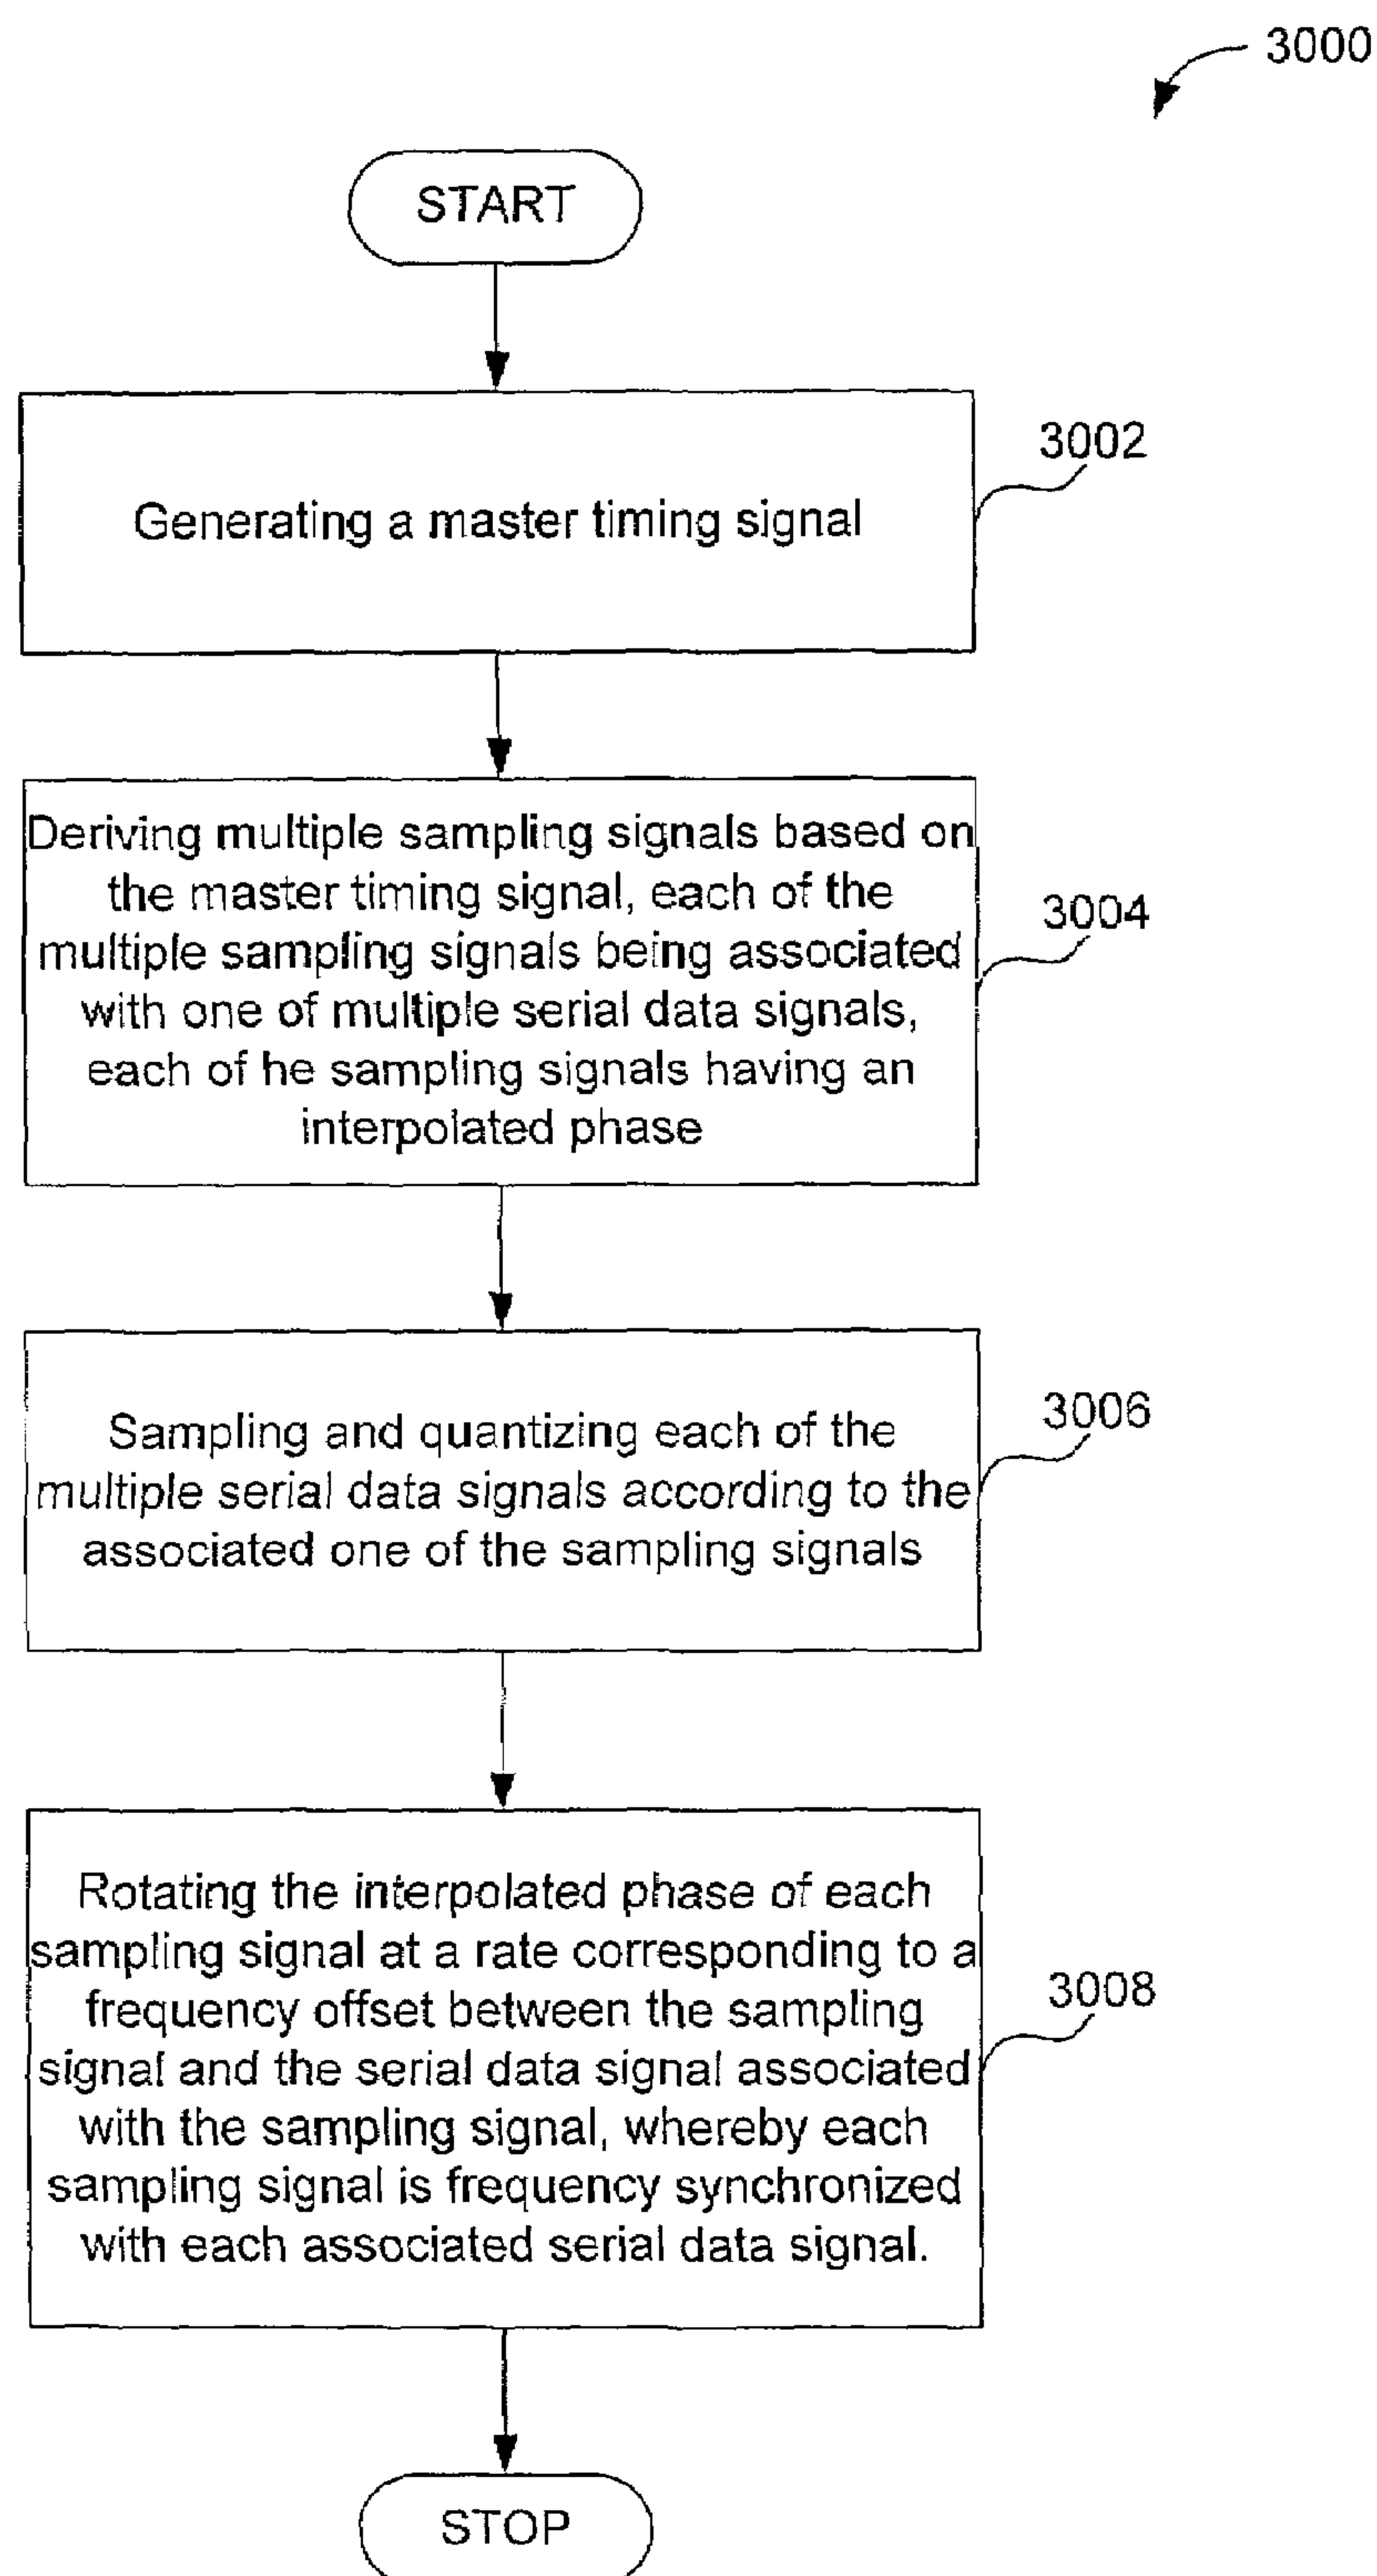 3000
START
3002
Generating a master timing signal
Deriving multiple sampling signals based on
the master timing signal, each of the
3004
multiple sampling signals being associated
with one of multiple serial data signals,
each of he sampling signals having an
interpolated phase
3006
Sampling and quantizing each of the
multiple serial data signals according to the
associated one of the sampling signals
Rotating the interpolated phase of each
sampling signal at a rate corresponding to a
3008
frequency offset between the sampling
signal and the serial data signal associated
with the sampling signal, whereby each
sampling signal is frequency synchronized
with each associated serial data signal.
STOP